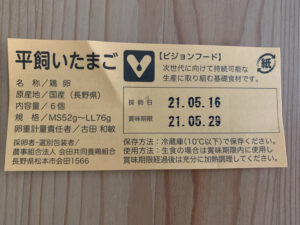 平飼いたまご
【ビジョンフード】
次世代に向けて持続可能な
生産に取り組む基礎食材です。
紙
名 称／鶏 卵
原産地／国産（長野県）
内容量／6個
規 格／MS52g〜LL76g
卵重計量責任者／古田 和敏
採卵者・選別包装者／
農事組合法人 会田共同養鶏組合
長野県松本市会田1566
採卵日 21.05.16
賞味期限 21.05.29
保存方法：冷蔵(10℃以下)で保存ください。
使用方法：生食の場合は賞味期限内に使用し
賞味期限経過後は充分に加熱調理してください。